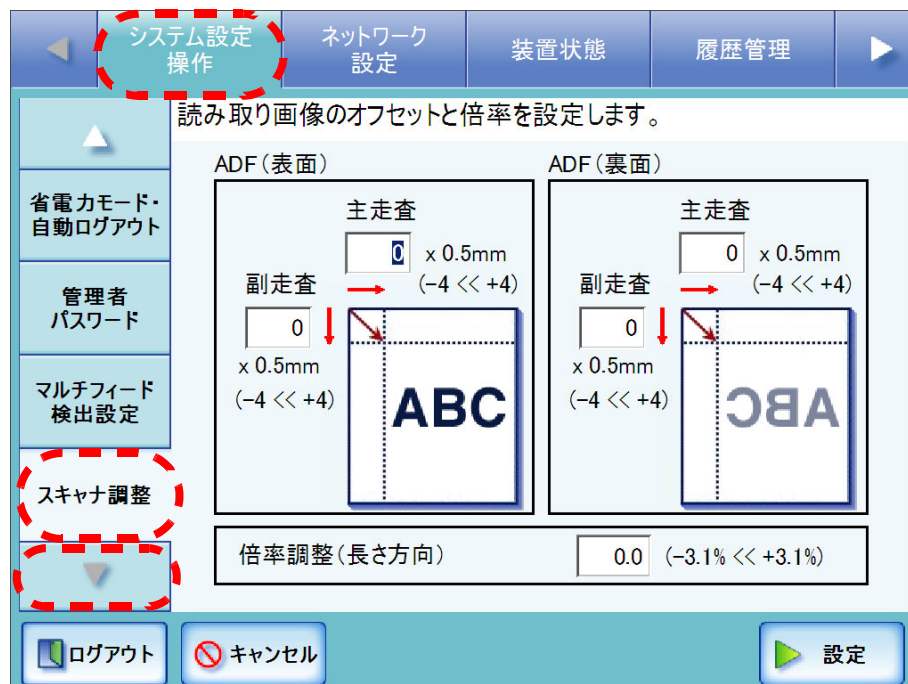 システム設定
操作
ネットワーク
設定
装置状態
履歴管理
読み取り画像のオフセットと倍率を設定します。
省電力モード・
自動ログアウト
管理者
パスワード
マルチフィード
検出設定
スキャナ調整
ADF（表面）
主走査
0 x 0.5mm
(−4 << +4)
副走査
0
x 0.5mm
(−4 << +4)
ABC
ADF（裏面）
主走査
0 x 0.5mm
(−4 << +4)
副走査
0
x 0.5mm
(−4 << +4)
ABC
倍率調整（長さ方向） 0.0 (−3.1% << +3.1%)
ログアウト
キャンセル
設定